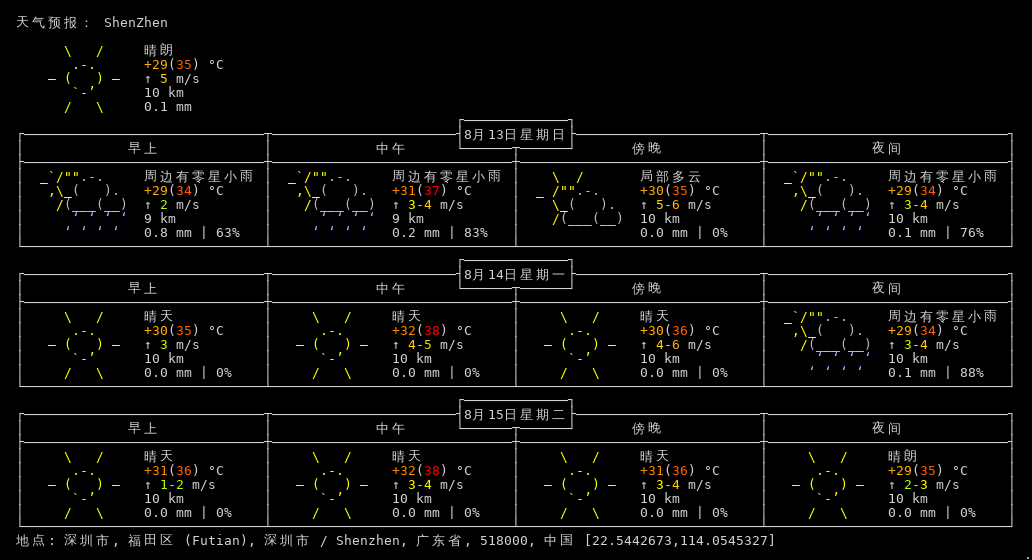 天气预报: ShenZhen
晴朗
+29(35) °C
↑ 5 m/s
10 km
0.1 mm
8月13日星期日
早上 中午 傍晚 夜间
周边有零星小雨 周边有零星小雨 局部多云 周边有零星小雨
+29(34) °C +31(37) °C +30(35) °C +29(34) °C
↑ 2 m/s ↑ 3-4 m/s ↑ 5-6 m/s ↑ 3-4 m/s
9 km 9 km 10 km 10 km
0.8 mm | 63% 0.2 mm | 83% 0.0 mm | 0% 0.1 mm | 76%
8月14日星期一
早上 中午 傍晚 夜间
晴天 晴天 晴天 周边有零星小雨
+30(35) °C +32(38) °C +30(36) °C +29(34) °C
↑ 3 m/s ↑ 4-5 m/s ↑ 4-6 m/s ↑ 3-4 m/s
10 km 10 km 10 km 10 km
0.0 mm | 0% 0.0 mm | 0% 0.0 mm | 0% 0.1 mm | 88%
8月15日星期二
早上 中午 傍晚 夜间
晴天 晴天 晴天 晴朗
+31(36) °C +32(38) °C +31(36) °C +29(35) °C
↑ 1-2 m/s ↑ 3-4 m/s ↑ 3-4 m/s ↑ 2-3 m/s
10 km 10 km 10 km 10 km
0.0 mm | 0% 0.0 mm | 0% 0.0 mm | 0% 0.0 mm | 0%
地点: 深圳市, 福田区 (Futian), 深圳市 / Shenzhen, 广东省, 518000, 中国 [22.5442673,114.0545327]